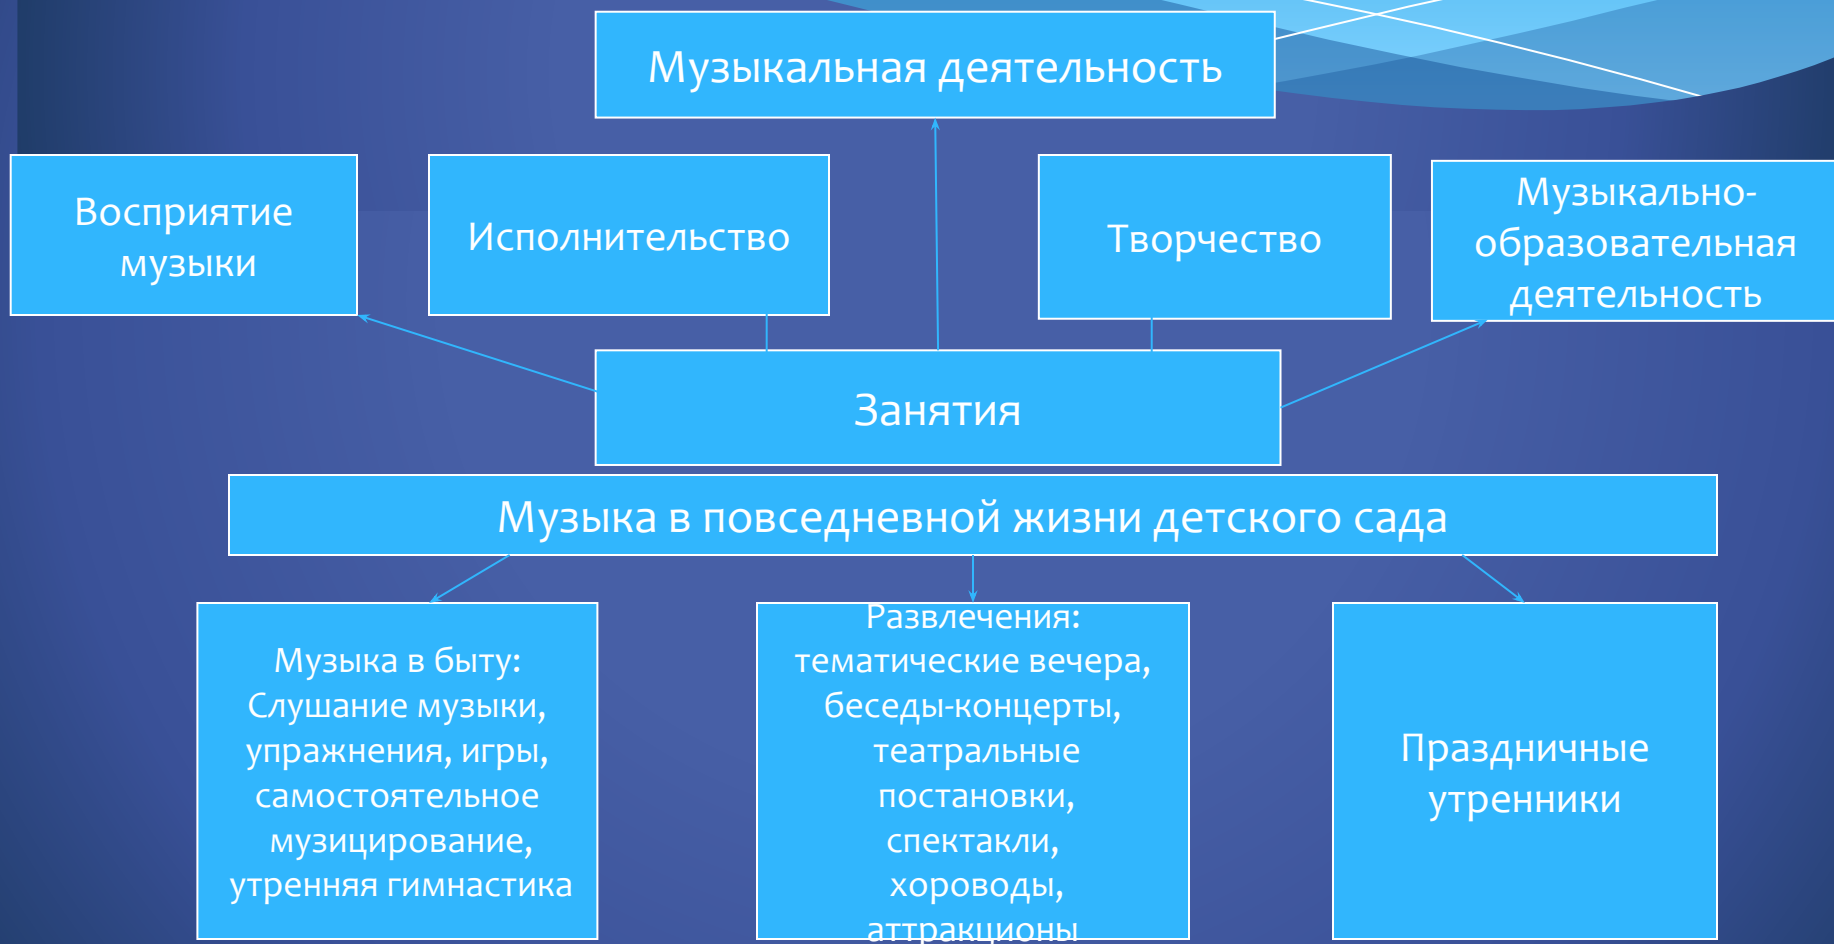 Музыкальная деятельность
Восприятие
музыки
Исполнительство
Творчество
Музыкально-
образовательная
деятельность
Занятия
Музыка в повседневной жизни детского сада
Музыка в быту:
Слушание музыки,
упражнения, игры,
самостоятельное
музицирование,
утренняя гимнастика
Развлечения:
тематические вечера,
беседы-концерты,
театральные
постановки,
спектакли,
хороводы,
аттракционы
Праздничные
утренники